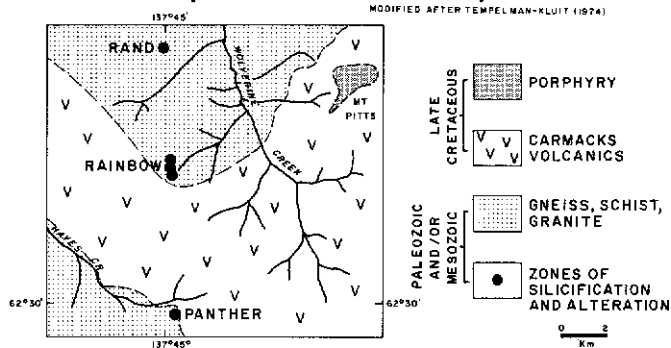 MODIFIED AFTER TEMPELMAN-KLUIT (1974)
137°45'
RAND
WOLVERINE
CREEK
MT
PITTS
RAINBOW
HAYES CR.
62°30'
62°30'
PANTHER
137°45'
LATE
CRETACEOUS
PORPHYRY
CARMACKS
VOLCANICS
PALEOZOIC
AND/OR
MESOZOIC
GNEISS, SCHIST,
GRANITE
ZONES OF
SILICIFICATION
AND ALTERATION
0 2
Km